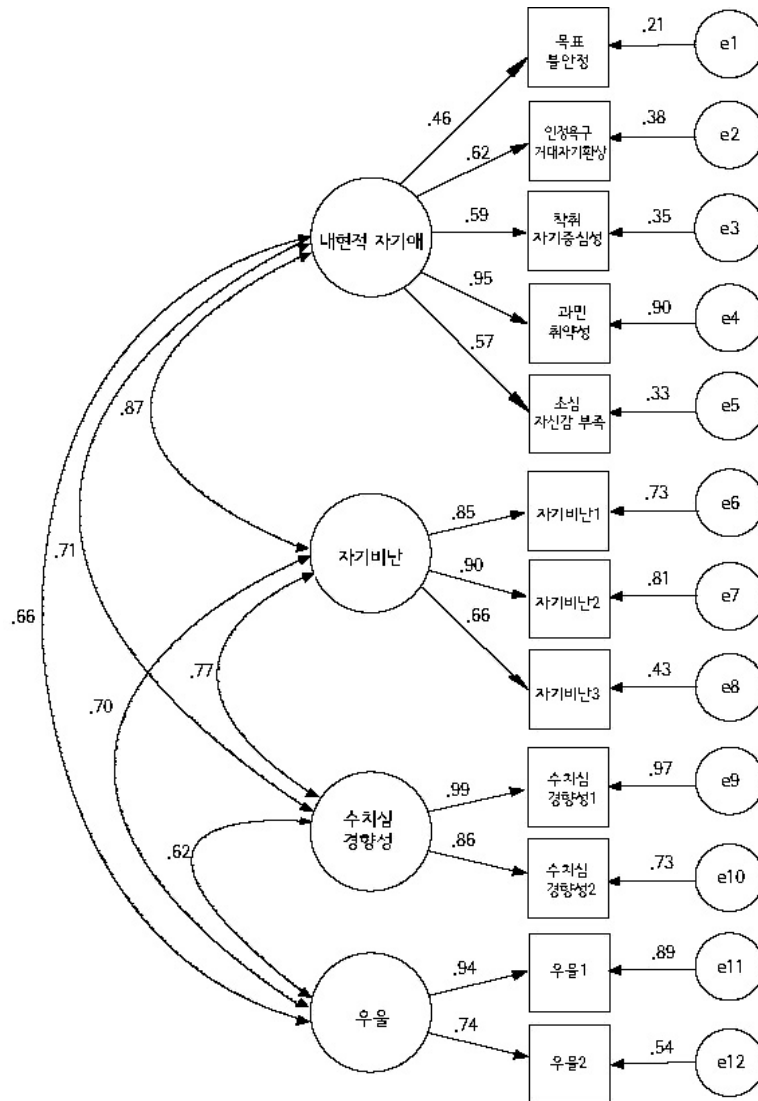 목표
불안정
.21
e1
.46
인정욕구
거대자기환상
.38
e2
.62
착취
자기중심성
.35
e3
.59
내현적 자기애
과민
취약성
.90
e4
.95
소심
자신감 부족
.33
e5
.57
.87
자기비난1
.73
e6
.85
자기비난
자기비난2
.81
e7
.90
.71
.66
자기비난3
.43
e8
.66
.70
.77
수치심
경향성1
.97
e9
.99
수치심
경향성
.86
수치심
경향성2
.73
e10
.62
우울1
.89
e11
.94
우울
.74
우울2
.54
e12